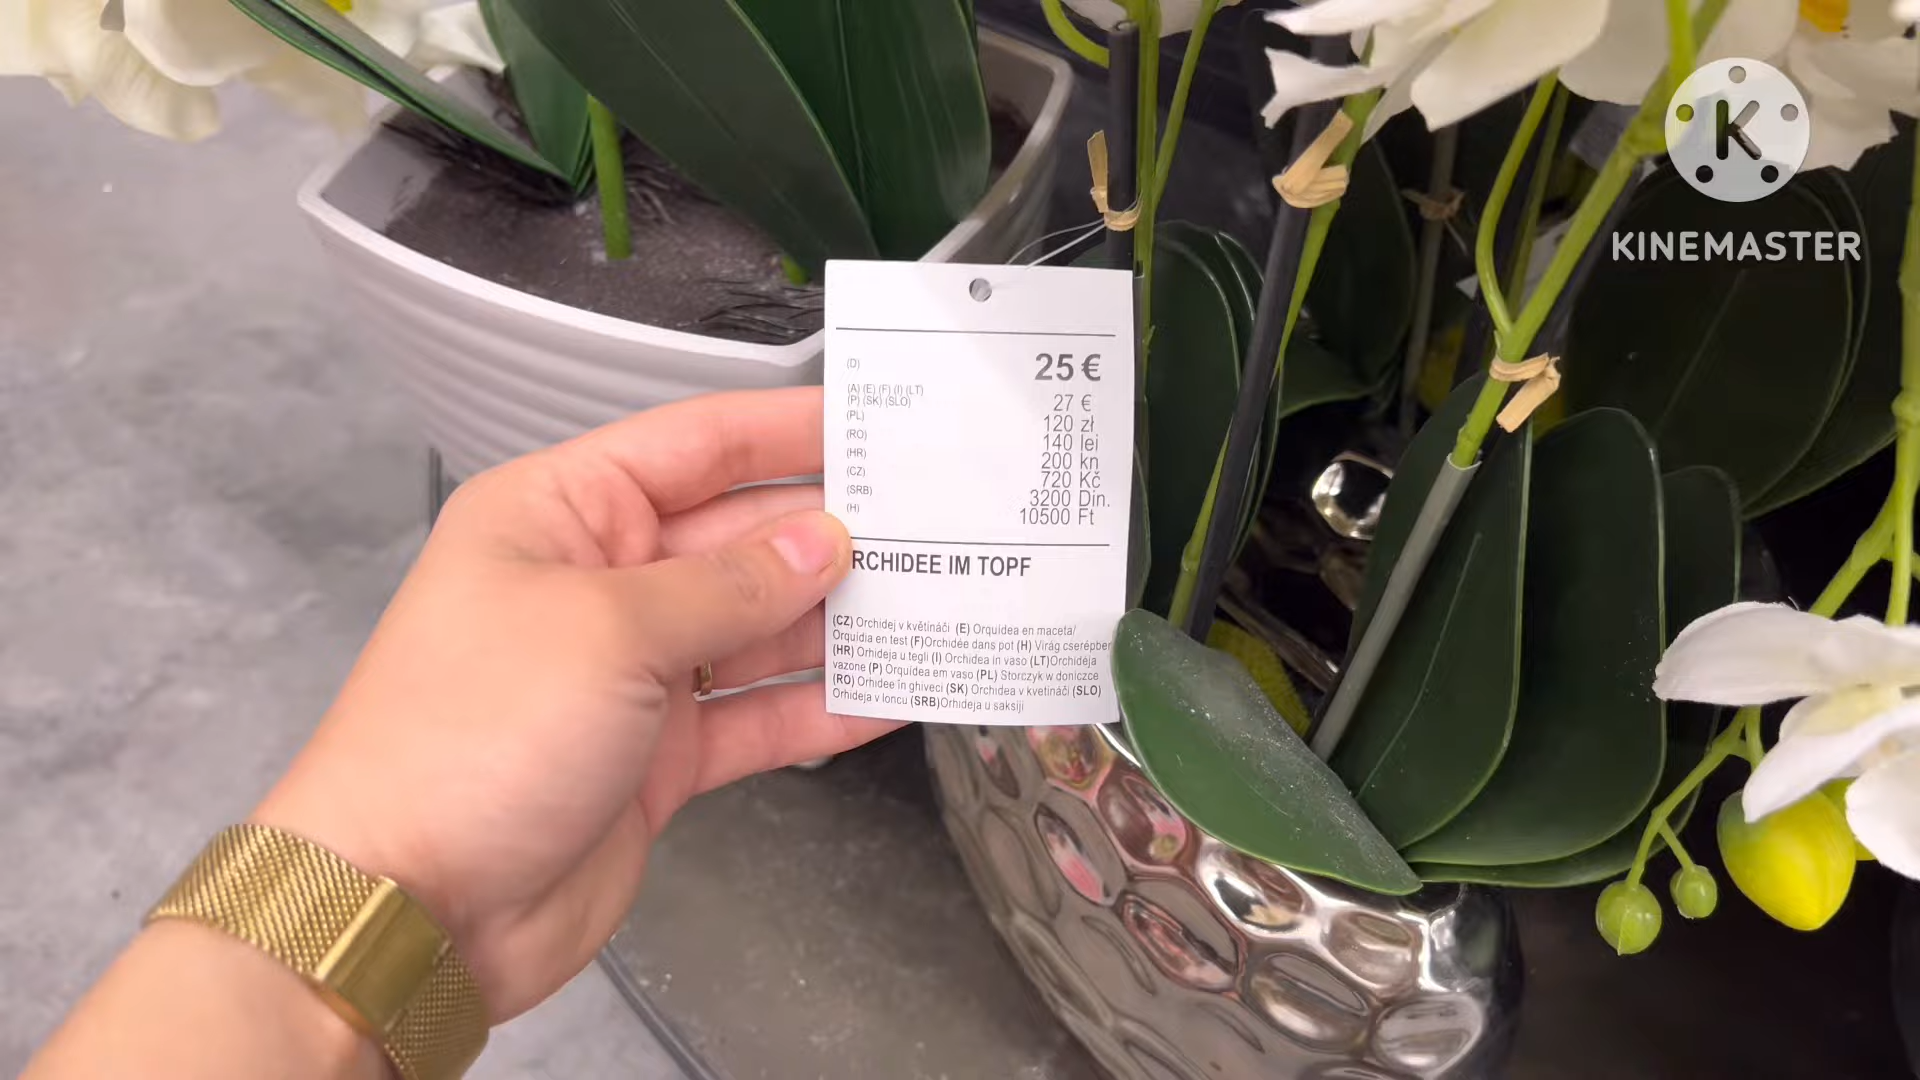 K
KINEMASTER
(D) 25 €
(A) (E) (F) (I) (LT)
(P) (SK) (SLO) 27 €
(PL) 120 zł
(RO) 140 lei
(HR) 200 kn
(CZ) 720 Kč
(SRB) 3200 Din.
(H) 10500 Ft
RCHIDEE IM TOPF
(CZ) Orchidej v květináči (E) Orquídea en maceta/
Orquídia en test (F)Orchidée dans pot (H) Virág cserépben
(HR) Orhideja u tegli (I) Orchidea in vaso (LT)Orchidėja
vazone (P) Orquídea em vaso (PL) Storczyk w doniczce
(RO) Orhidee în ghiveci (SK) Orchidea v kvetináči (SLO)
Orhideja v loncu (SRB)Orhideja u saksiji